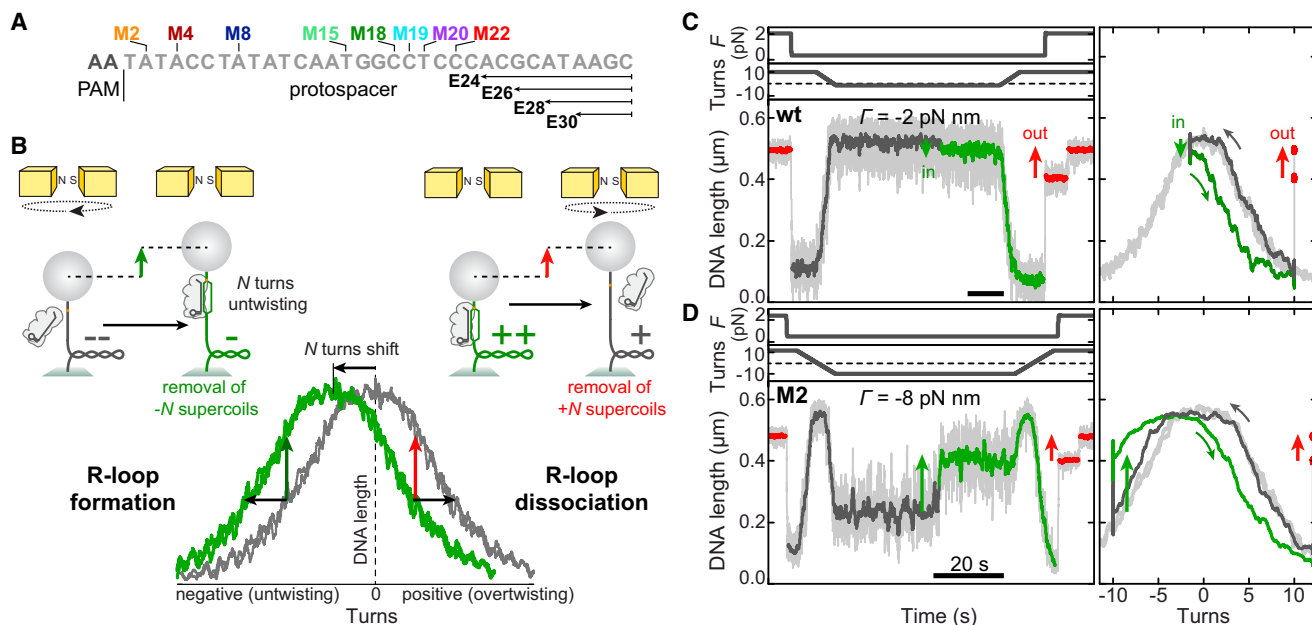 A
M2 M4 M8 M15 M18 M19 M20 M22
AATATACCTATATCAATGGCCTCCCACGCATAAGC
PAM protospacer
E24
E26
E28
E30
B
N S N S N S N S
N turns
untwisting
-- -
++ +
removal of
-N supercoils
N turns shift
removal of
+N supercoils
R-loop
formation
R-loop
dissociation
DNA length
negative (untwisting) 0 positive (overtwisting)
Turns
C
F
(pN)
2
0
Turns
10
-10
wt
Γ = -2 pN nm
in
out
DNA length (µm)
0.6
0.4
0.2
0.0
in
out
D
F
(pN)
2
0
Turns
10
-10
M2
Γ = -8 pN nm
DNA length (µm)
0.6
0.4
0.2
0.0
20 s
Time (s)
-10 -5 0 5 10
Turns